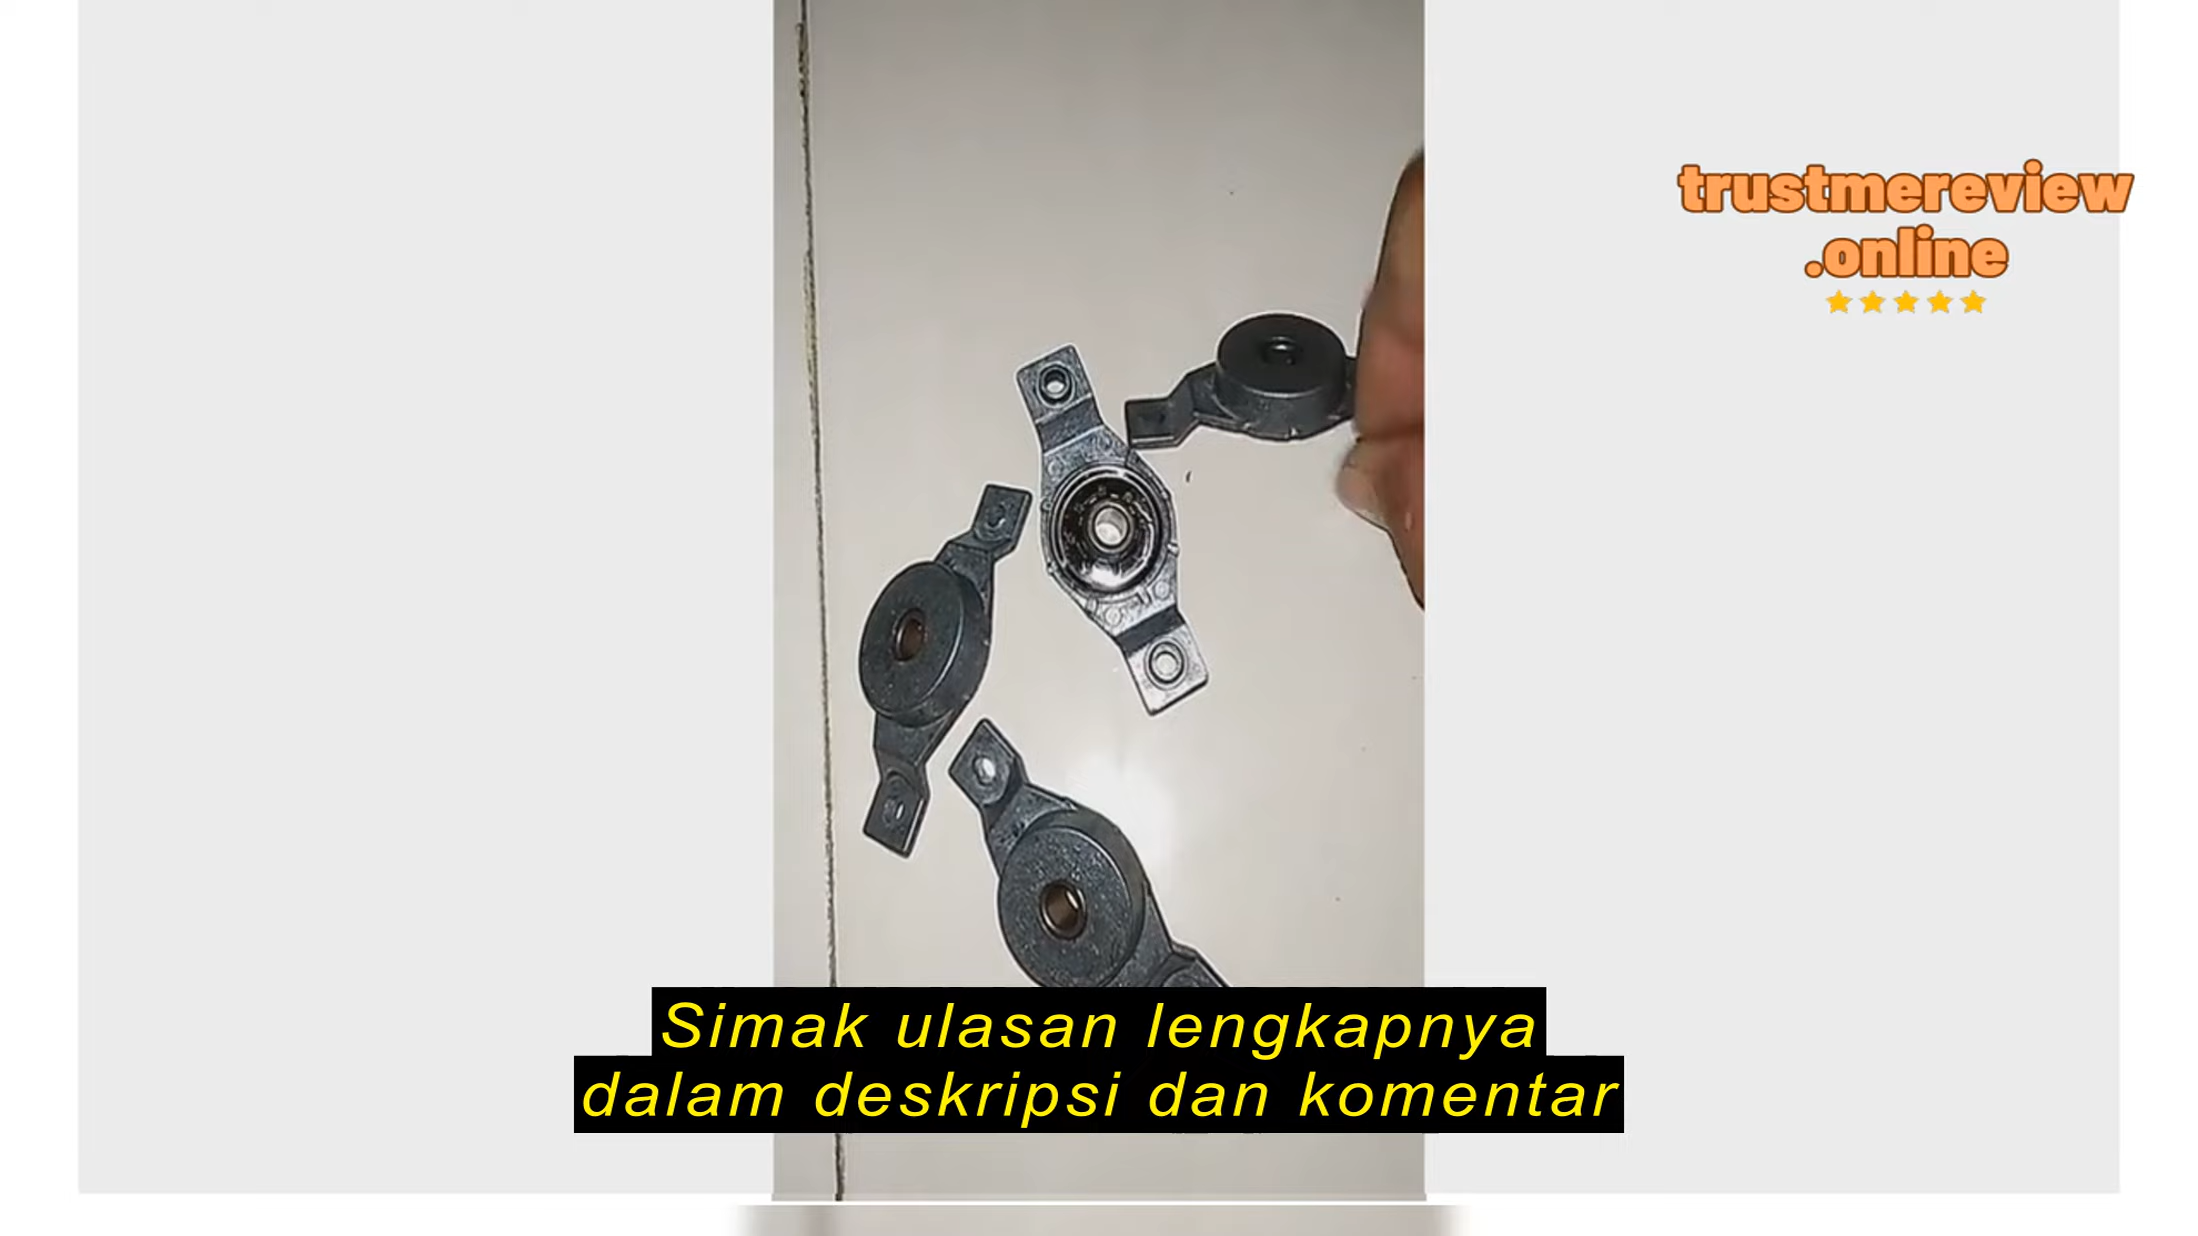 trustmereview
.online
Simak ulasan lengkapnya
dalam deskripsi dan komentar